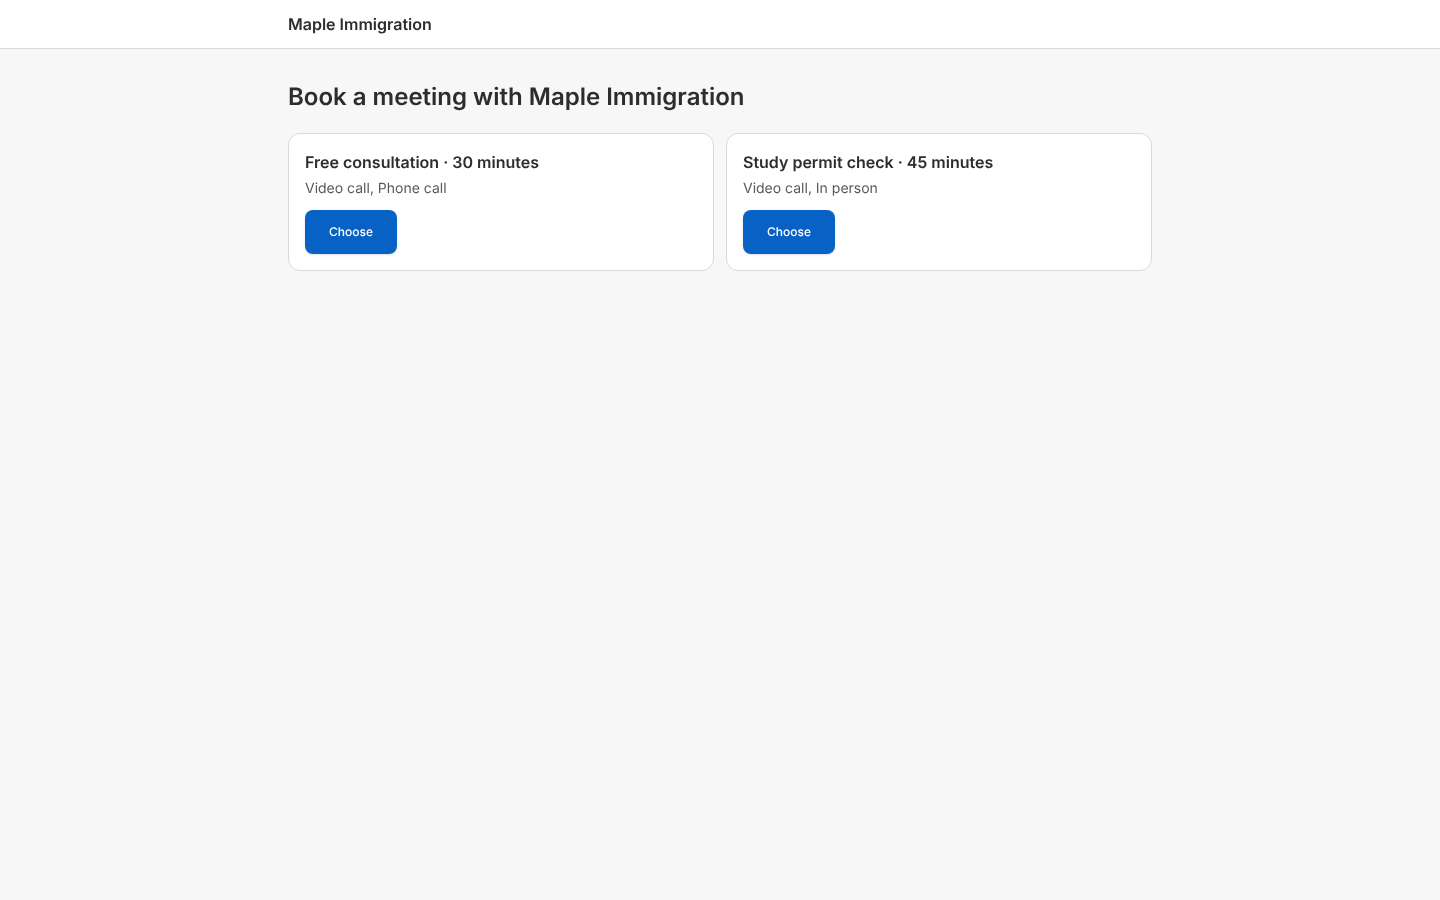 Maple Immigration
Book a meeting with Maple Immigration
Free consultation · 30 minutes
Video call, Phone call
Choose
Study permit check · 45 minutes
Video call, In person
Choose